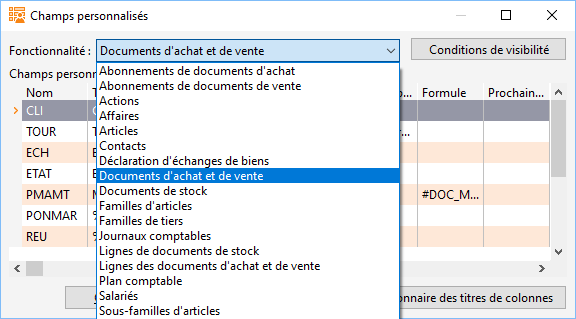 Champs personnalisés
Fonctionnalité : Documents d'achat et de vente Conditions de visibilité
Champs personn
Nom Formule Prochain...
Abonnements de documents d'achat
Abonnements de documents de vente
Actions
Affaires
Articles
Contacts
Déclaration d'échanges de biens
Documents d'achat et de vente
Documents de stock
Familles d'articles
Familles de tiers
Journaux comptables
Lignes de documents de stock
Lignes des documents d'achat et de vente
Plan comptable
Salariés
Sous-familles d'articles
CLI
TOUR
ECH
ETAT
PMAMT #DOC_M...
PONMAR
REU
onnaire des titres de colonnes